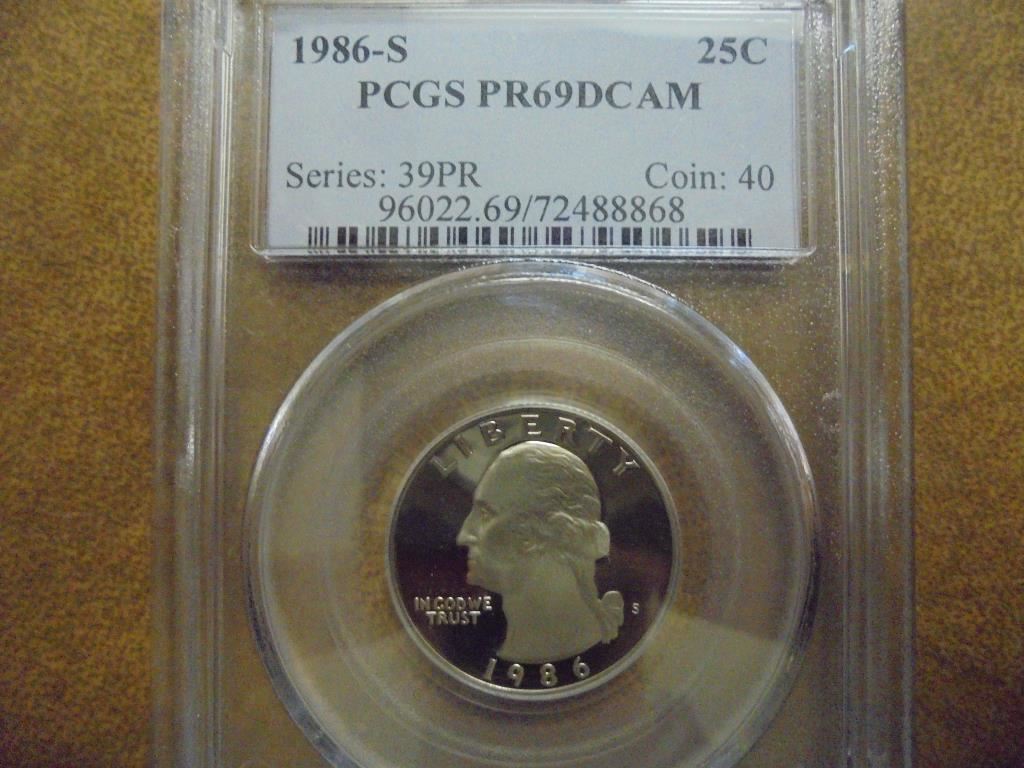 1986-S 25C
PCGS PR69DCAM
Series: 39PR Coin: 40
96022.69/72488868
LIBERTY
IN GOD WE
TRUST
S
1986